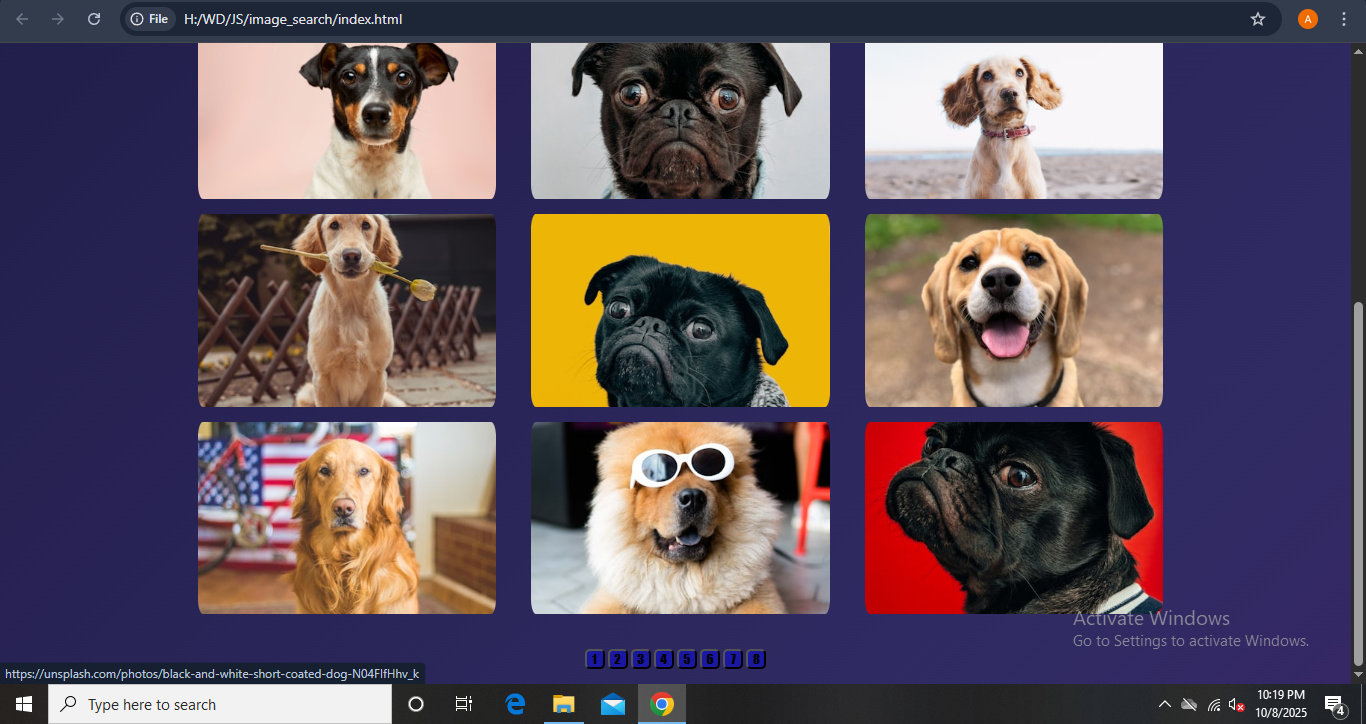 File
H:/WD/JS/image_search/index.html
A
1 2 3 4 5 6 7 8
Activate Windows
Go to Settings to activate Windows.
https://unsplash.com/photos/black-and-white-short-coated-dog-N04FIfHhv_k
Type here to search
10:19 PM
10/8/2025
4